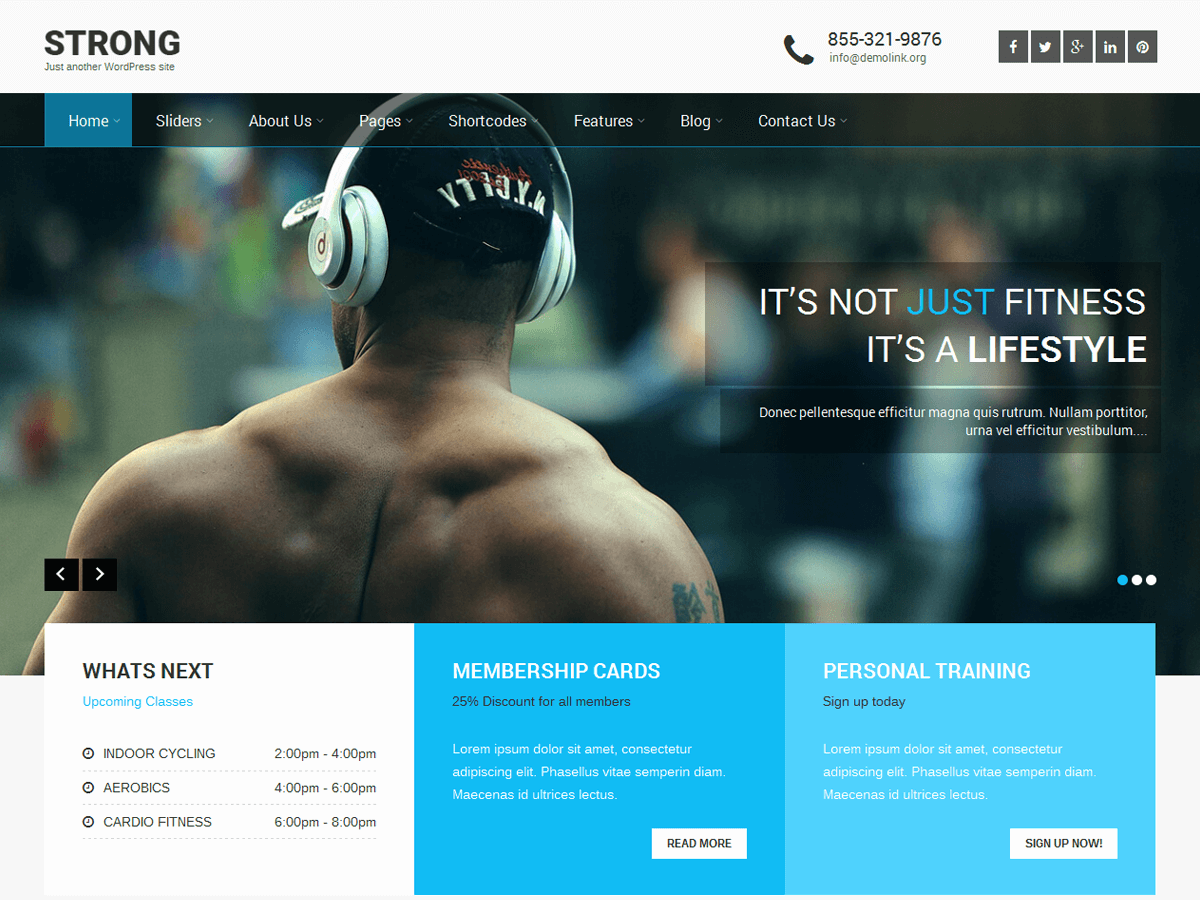 STRONG
Just another WordPress site
855-321-9876
info@demolink.org
Home Sliders About Us Pages Shortcodes Features Blog Contact Us
N.Y.CITY
IT’S NOT JUST FITNESS
IT’S A LIFESTYLE
Donec pellentesque efficitur magna quis rutrum. Nullam porttitor,
urna vel efficitur vestibulum....
WHATS NEXT
Upcoming Classes
INDOOR CYCLING 2:00pm - 4:00pm
AEROBICS 4:00pm - 6:00pm
CARDIO FITNESS 6:00pm - 8:00pm
MEMBERSHIP CARDS
25% Discount for all members
Lorem ipsum dolor sit amet, consectetur
adipiscing elit. Phasellus vitae semperin diam.
Maecenas id ultrices lectus.
READ MORE
PERSONAL TRAINING
Sign up today
Lorem ipsum dolor sit amet, consectetur
adipiscing elit. Phasellus vitae semperin diam.
Maecenas id ultrices lectus.
SIGN UP NOW!